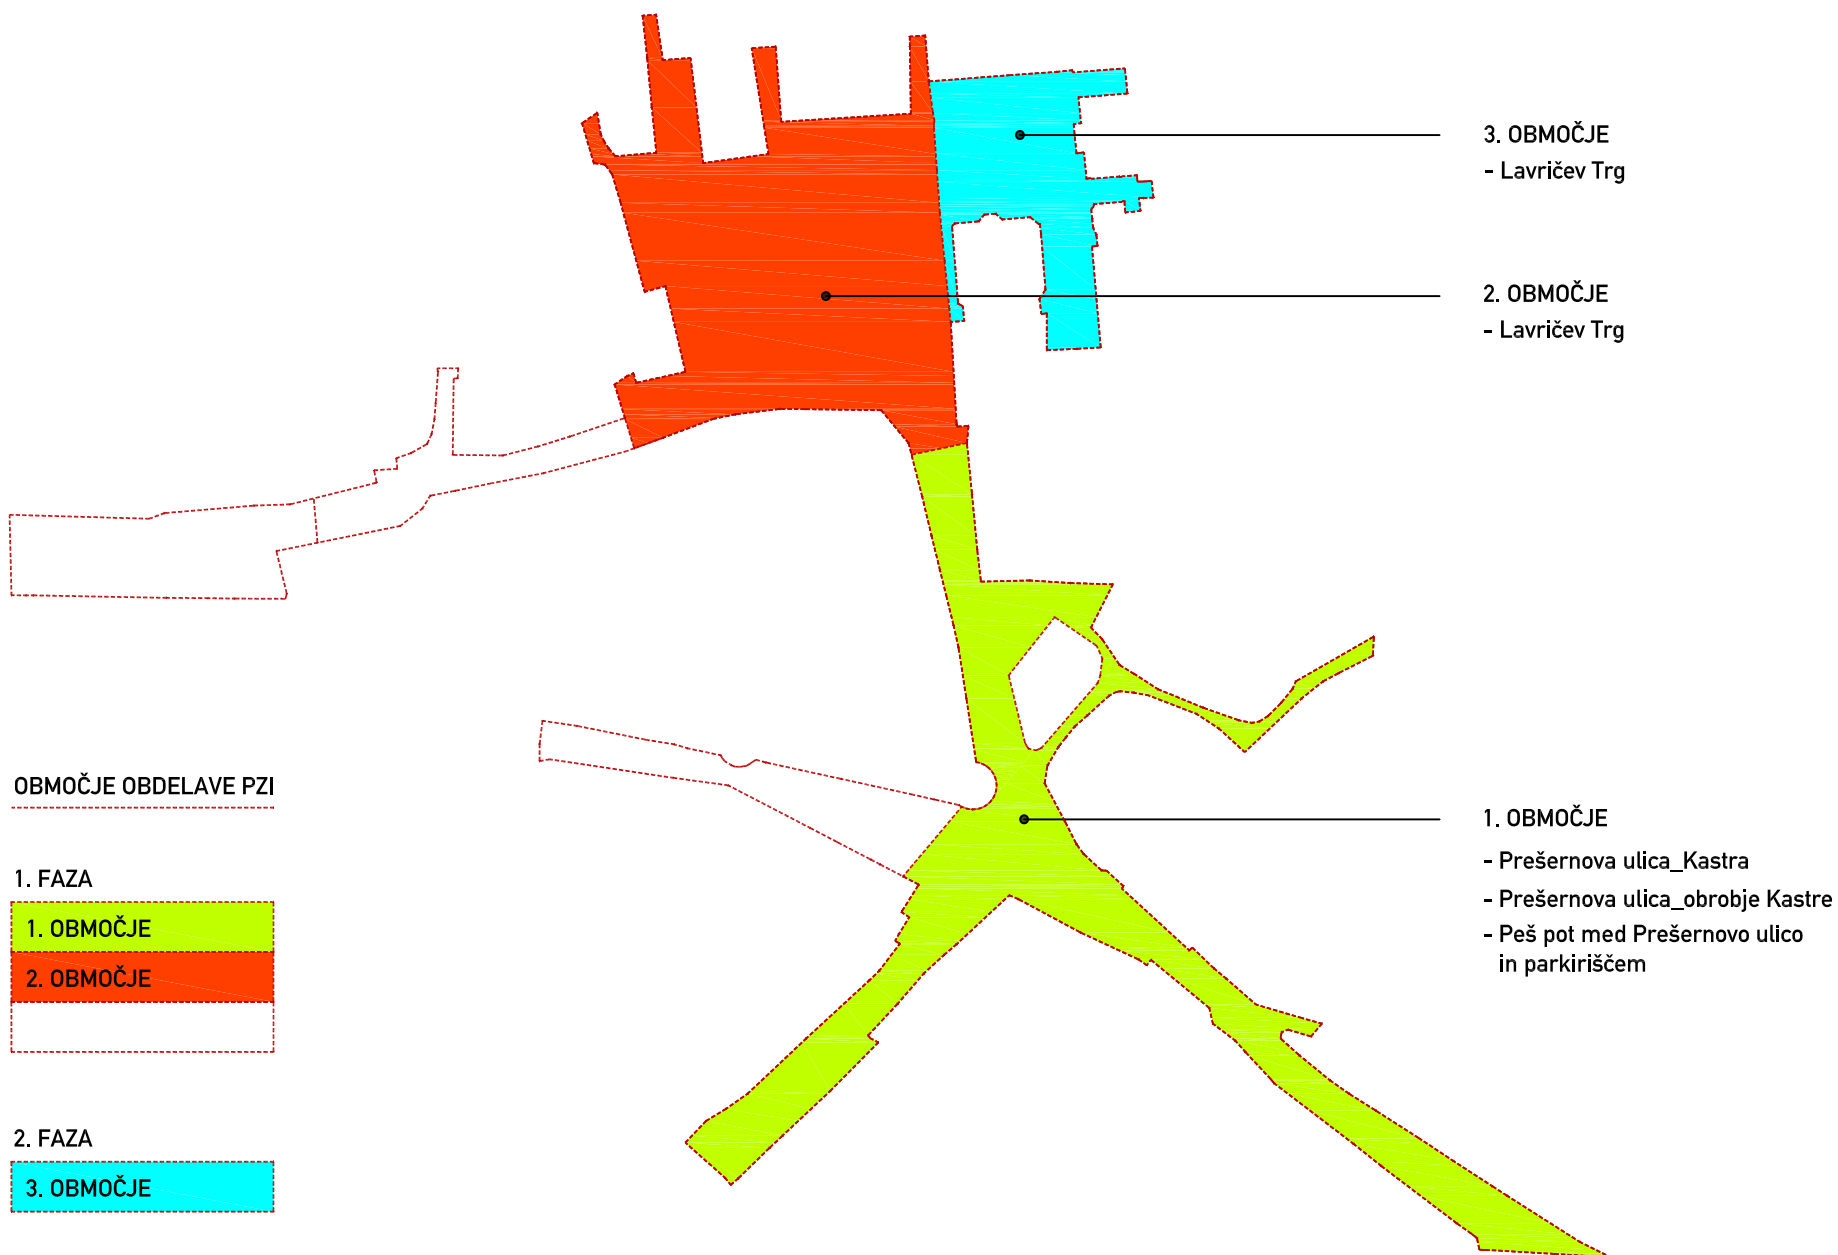 3. OBMOČJE
- Lavričev Trg
2. OBMOČJE
- Lavričev Trg
OBMOČJE OBDELAVE PZI
1. FAZA
1. OBMOČJE
2. OBMOČJE
2. FAZA
3. OBMOČJE
1. OBMOČJE
- Prešernova ulica_Kastra
- Prešernova ulica_obrobje Kastre
- Peš pot med Prešernovo ulico
in parkiriščem